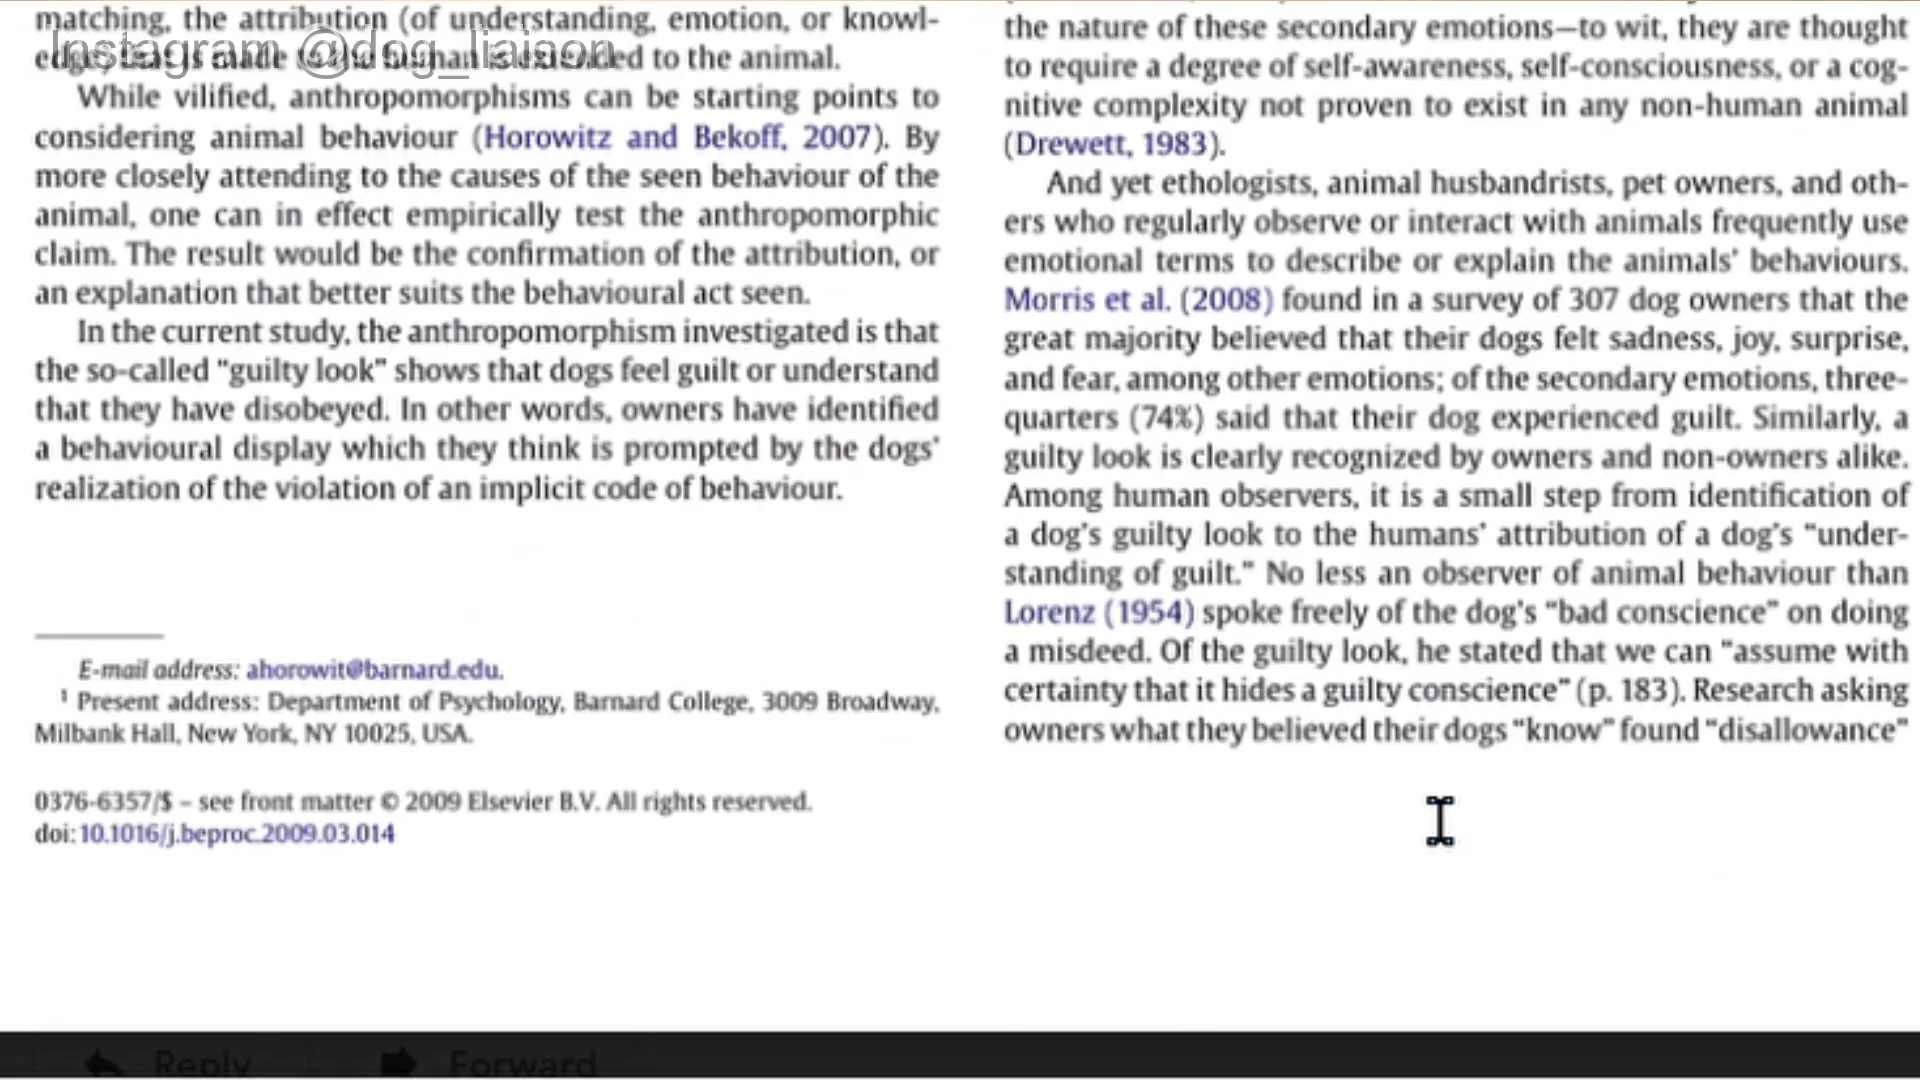 matching, the attribution (of understanding, emotion, or knowl-
edge) that is made to the human is extended to the animal.
Instagram @dog_liaison
While vilified, anthropomorphisms can be starting points to
considering animal behaviour (Horowitz and Bekoff, 2007). By
more closely attending to the causes of the seen behaviour of the
animal, one can in effect empirically test the anthropomorphic
claim. The result would be the confirmation of the attribution, or
an explanation that better suits the behavioural act seen.
In the current study, the anthropomorphism investigated is that
the so-called "guilty look" shows that dogs feel guilt or understand
that they have disobeyed. In other words, owners have identified
a behavioural display which they think is prompted by the dogs'
realization of the violation of an implicit code of behaviour.
E-mail address: ahorowit@barnard.edu.
1 Present address: Department of Psychology, Barnard College, 3009 Broadway,
Milbank Hall, New York, NY 10025, USA.
0376-6357/$ – see front matter © 2009 Elsevier B.V. All rights reserved.
doi:10.1016/j.beproc.2009.03.014
the nature of these secondary emotions—to wit, they are thought
to require a degree of self-awareness, self-consciousness, or a cog-
nitive complexity not proven to exist in any non-human animal
(Drewett, 1983).
And yet ethologists, animal husbandrists, pet owners, and oth-
ers who regularly observe or interact with animals frequently use
emotional terms to describe or explain the animals' behaviours.
Morris et al. (2008) found in a survey of 307 dog owners that the
great majority believed that their dogs felt sadness, joy, surprise,
and fear, among other emotions; of the secondary emotions, three-
quarters (74%) said that their dog experienced guilt. Similarly, a
guilty look is clearly recognized by owners and non-owners alike.
Among human observers, it is a small step from identification of
a dog's guilty look to the humans' attribution of a dog's "under-
standing of guilt." No less an observer of animal behaviour than
Lorenz (1954) spoke freely of the dog's "bad conscience" on doing
a misdeed. Of the guilty look, he stated that we can "assume with
certainty that it hides a guilty conscience" (p. 183). Research asking
owners what they believed their dogs "know" found "disallowance"
Reply
Forward